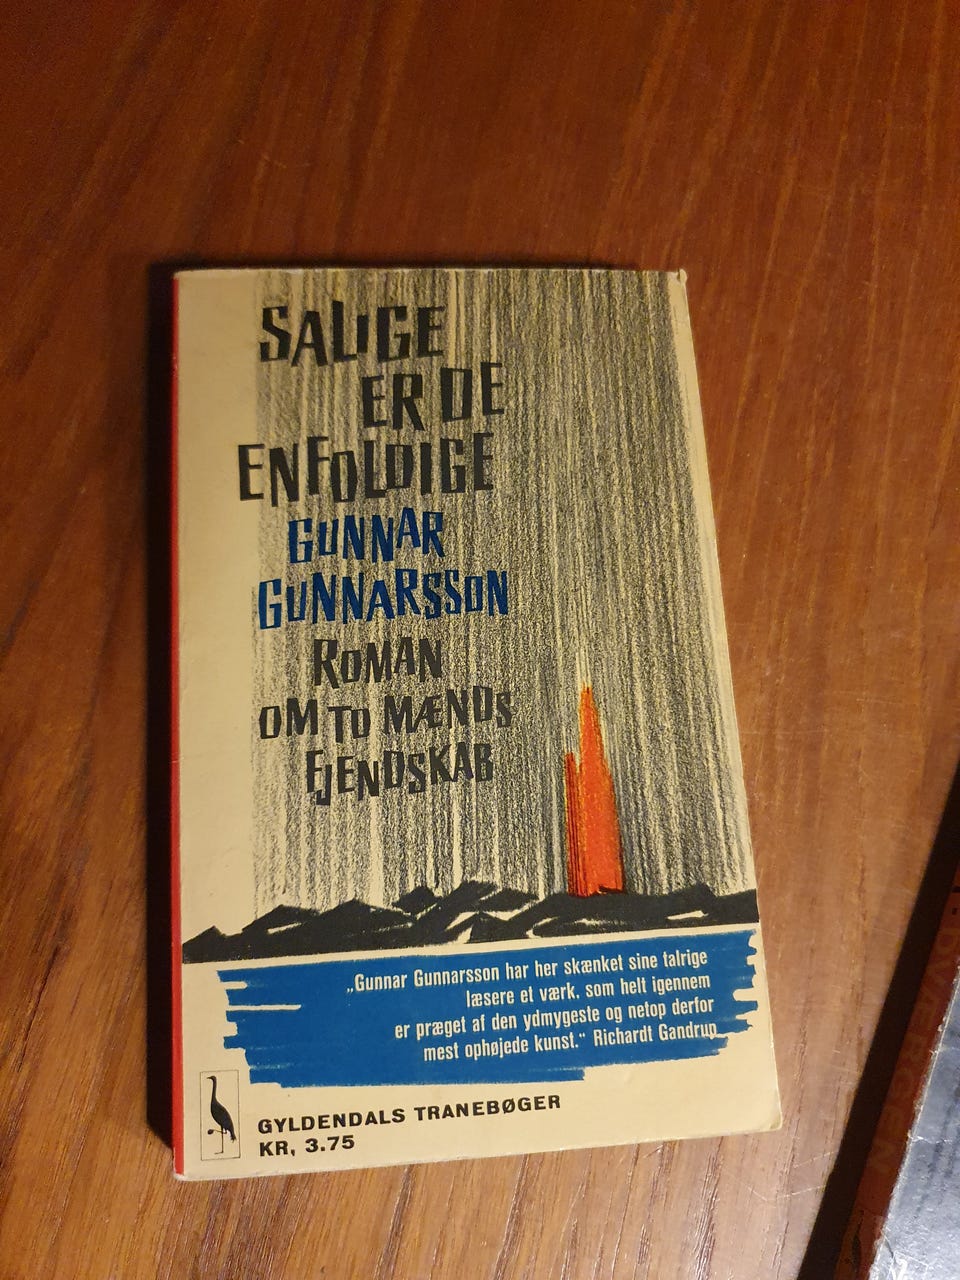 SALIGE
ER DE
ENFOLDIGE
GUNNAR
GUNNARSSON
ROMAN
OM TO MÆNDS
FJENDSKAB
„Gunnar Gunnarsson har her skænket sine talrige
læsere et værk, som helt igennem
er præget af den ydmygeste og netop derfor
mest ophøjede kunst.“ Richardt Gandrup
GYLDENDALS TRANEBØGER
KR, 3.75